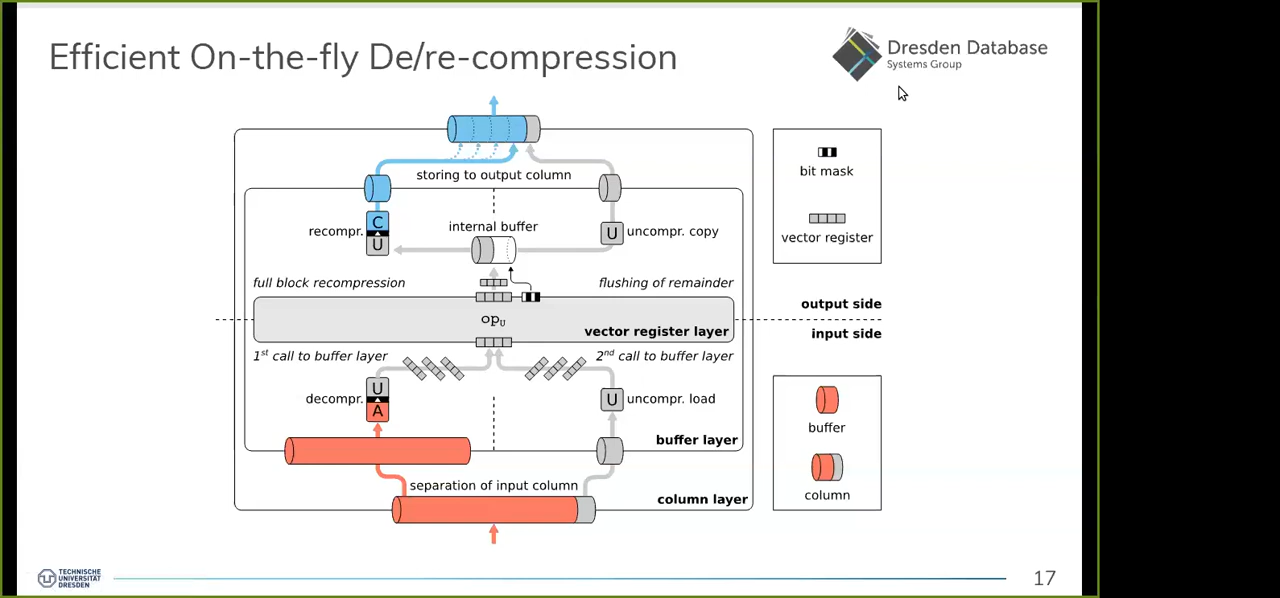 Efficient On-the-fly De/re-compression
Dresden Database
Systems Group
storing to output column
recompr.
C
U
internal buffer
U
uncompr. copy
full block recompression
flushing of remainder
opU
vector register layer
1st call to buffer layer
2nd call to buffer layer
decompr.
U
A
U
uncompr. load
buffer layer
separation of input column
column layer
bit mask
vector register
output side
input side
buffer
column
TECHNISCHE
UNIVERSITÄT
DRESDEN
17